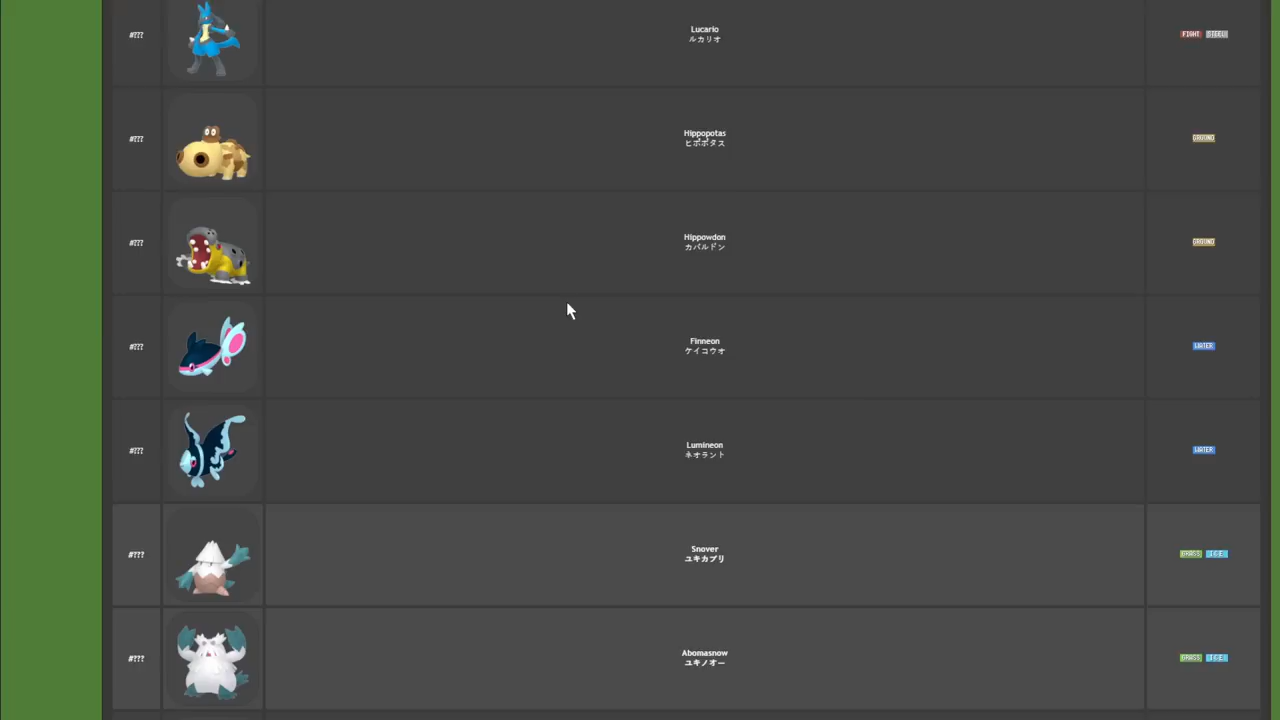 #???
Lucario
ルカリオ
FIGHT STEEL
#???
Hippopotas
ヒポポタス
GROUND
#???
Hippowdon
カバルドン
GROUND
#???
Finneon
ケイコウオ
WATER
#???
Lumineon
ネオラント
WATER
#???
Snover
ユキカブリ
GRASS ICE
#???
Abomasnow
ユキノオー
GRASS ICE